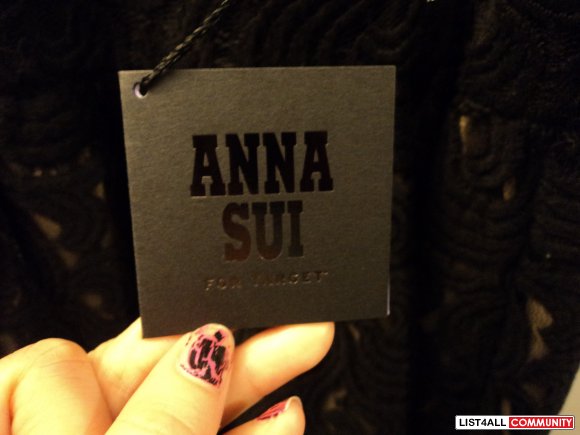 ANNA
SUI
FOR TARGET
LIST4ALL COMMUNITY